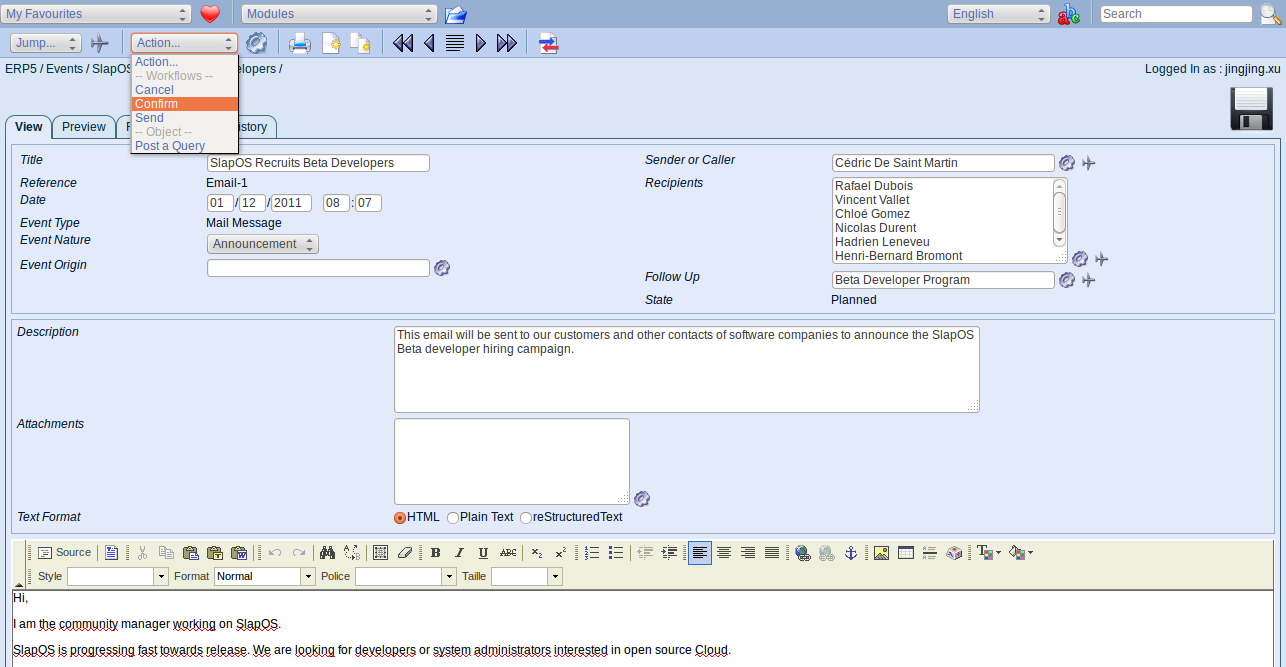 My Favourites Modules English Search
Jump... Action...
ERP5 / Events / SlapOS elopers / Logged In as : jingjing.xu
Action...
-- Workflows --
Cancel
Confirm
Send
-- Object --
Post a Query
View Preview istory
Title SlapOS Recruits Beta Developers Sender or Caller Cédric De Saint Martin
Reference Email-1 Recipients Rafael Dubois
Vincent Vallet
Chloé Gomez
Nicolas Durent
Hadrien Leneveu
Henri-Bernard Bromont
Date 01 / 12 / 2011 08 : 07
Event Type Mail Message
Event Nature Announcement
Event Origin
Follow Up Beta Developer Program
State Planned
Description This email will be sent to our customers and other contacts of software companies to announce the SlapOS
Beta developer hiring campaign.
Attachments
Text Format HTML Plain Text reStructuredText
Source B I U ABC x₂ x²
Style Format Normal Police Taille
Hi,
I am the community manager working on SlapOS.
SlapOS is progressing fast towards release. We are looking for developers or system administrators interested in open source Cloud.